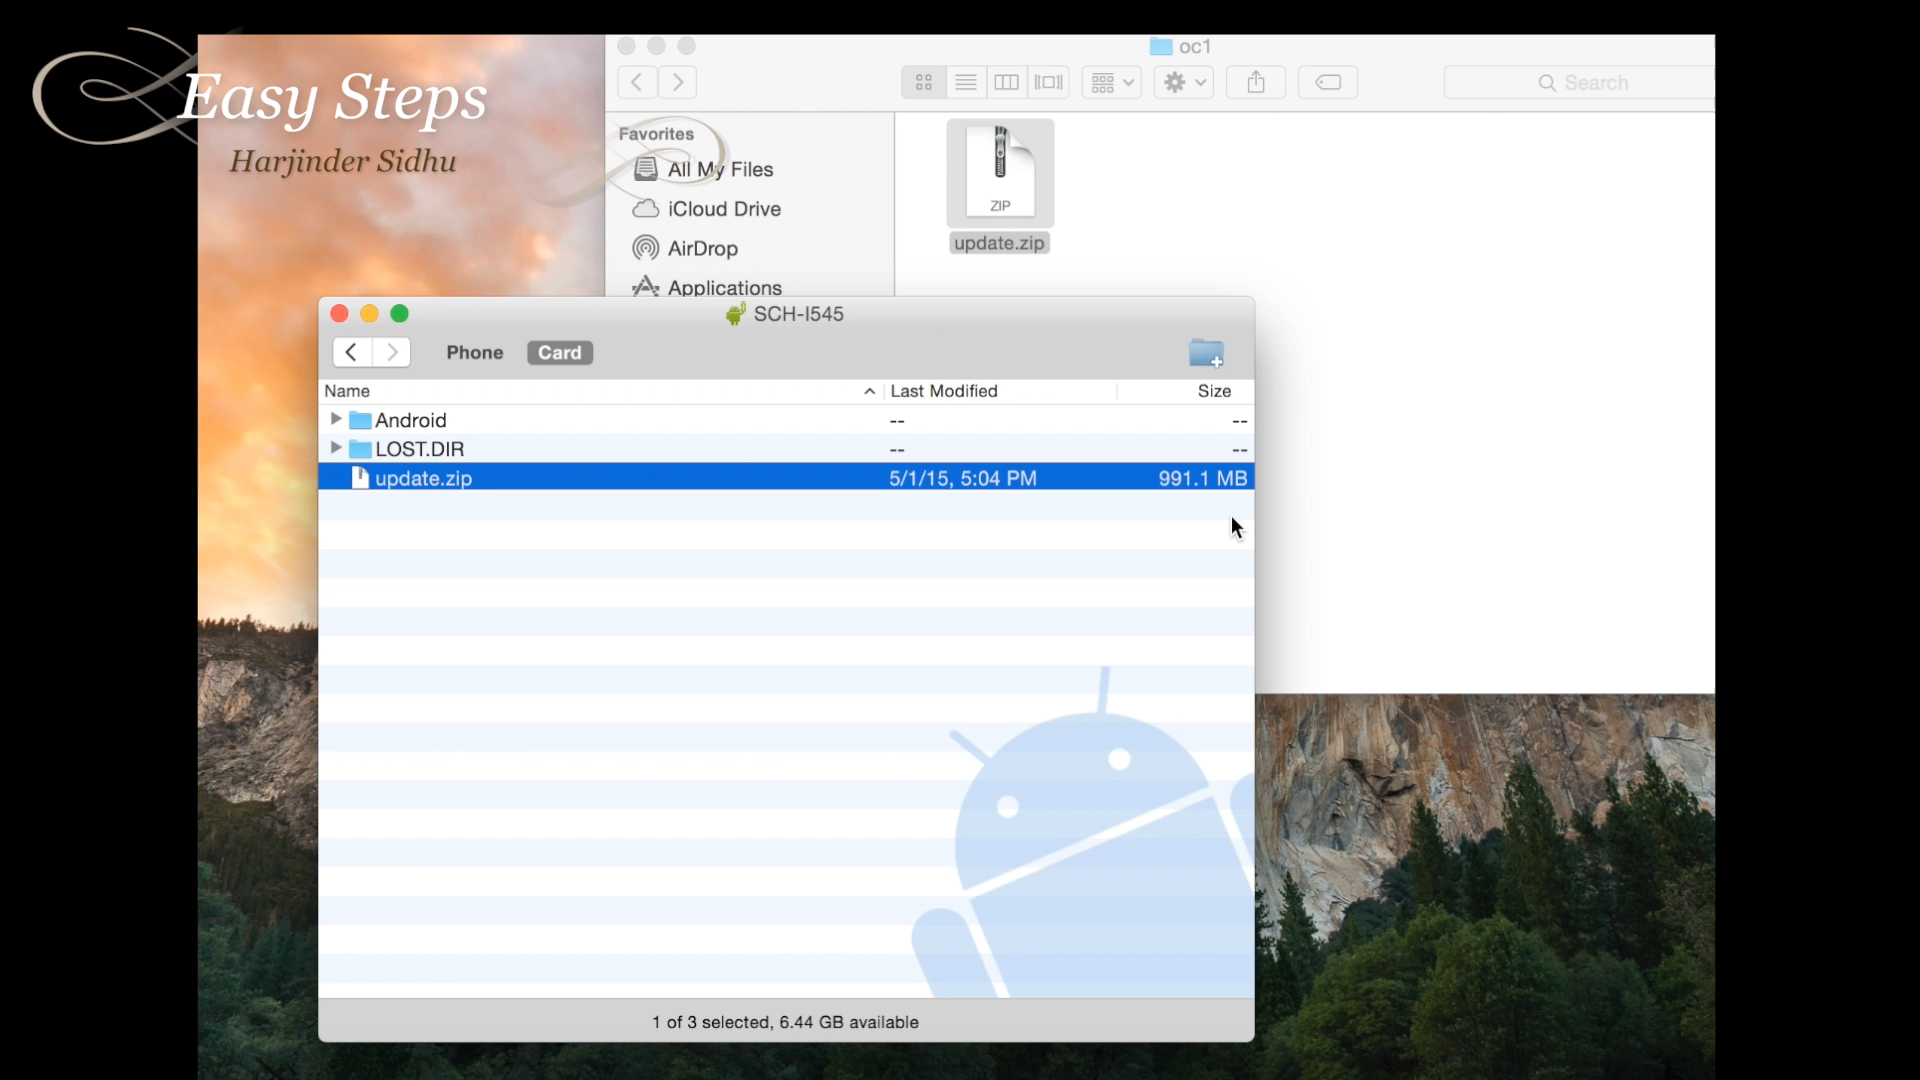 Easy Steps
Harjinder Sidhu
oc1
Search
Favorites
All My Files
iCloud Drive
AirDrop
Applications
ZIP
update.zip
SCH-I545
Phone
Card
Name
Last Modified
Size
Android
--
--
LOST.DIR
--
--
update.zip
5/1/15, 5:04 PM
991.1 MB
1 of 3 selected, 6.44 GB available